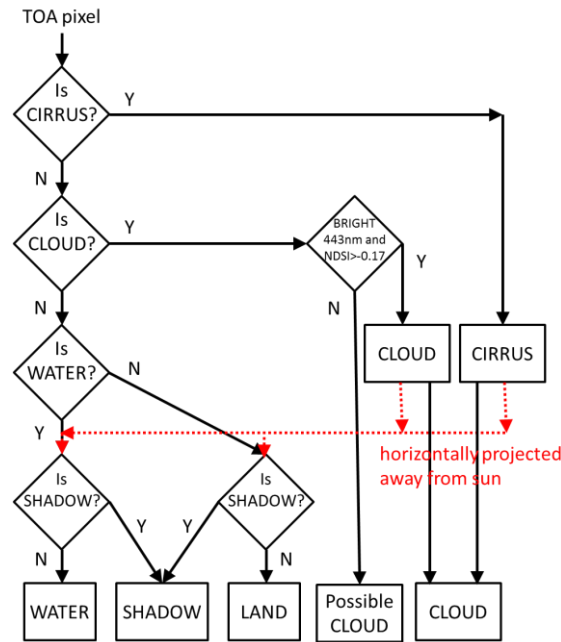 TOA pixel
Is
CIRRUS?
Y
N
Is
CLOUD?
Y
BRIGHT
443nm and
NDSI>-0.17
Y
N
N
Is
WATER?
N
CLOUD
CIRRUS
Y
horizontally projected
away from sun
Is
SHADOW?
Is
SHADOW?
Y
Y
N
N
WATER
SHADOW
LAND
Possible
CLOUD
CLOUD